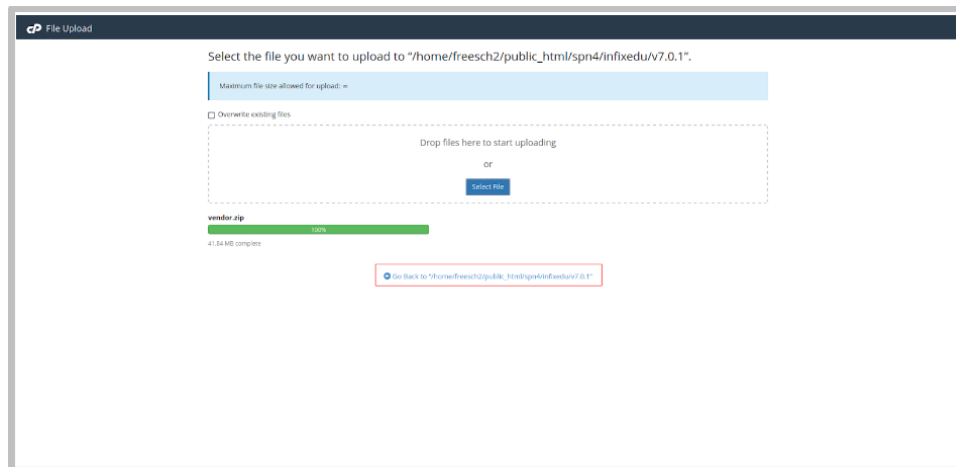 cP File Upload
Select the file you want to upload to “/home/freesch2/public_html/spn4/infixedu/v7.0.1”.
Maximum file size allowed for upload: ∞
Overwrite existing files
Drop files here to start uploading
or
Select File
vendor.zip
100%
41.84 MB complete
Go Back to “/home/freesch2/public_html/spn4/infixedu/v7.0.1”